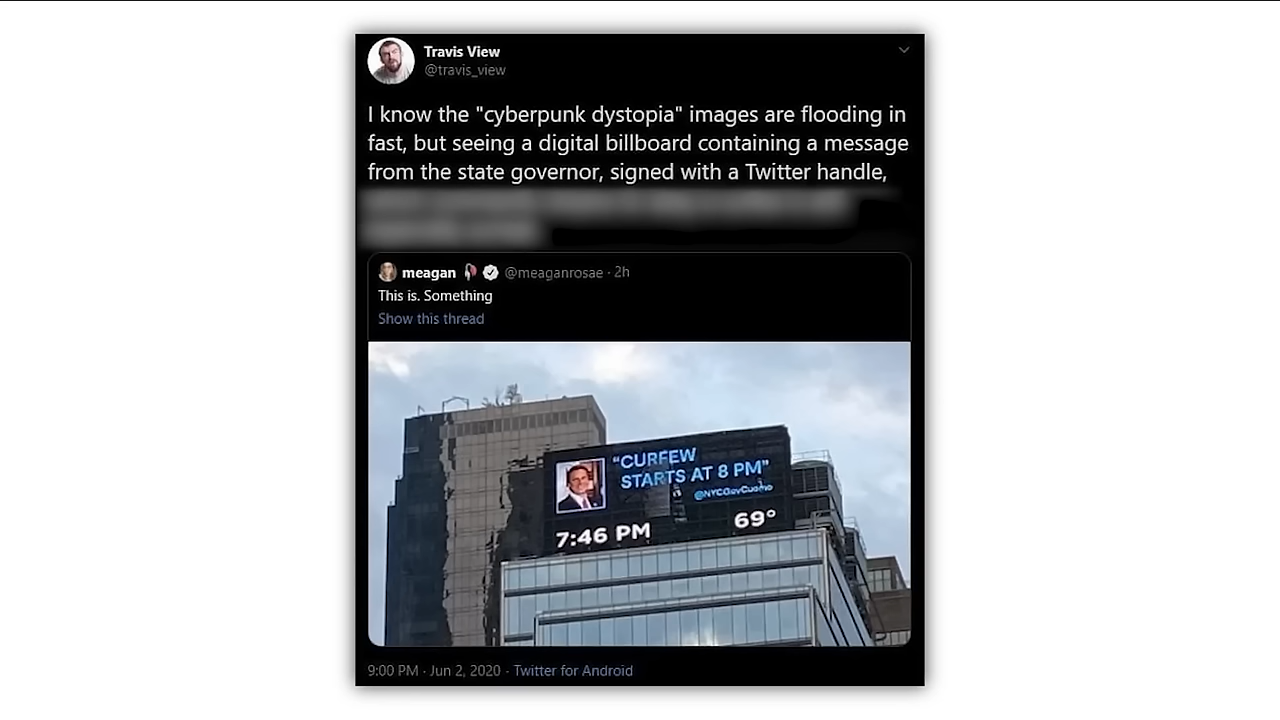 Travis View
@travis_view
I know the "cyberpunk dystopia" images are flooding in
fast, but seeing a digital billboard containing a message
from the state governor, signed with a Twitter handle,
meagan @meaganrosae · 2h
This is. Something
Show this thread
"CURFEW
STARTS AT 8 PM"
@NYCGovCuomo
7:46 PM 69°
9:00 PM · Jun 2, 2020 · Twitter for Android